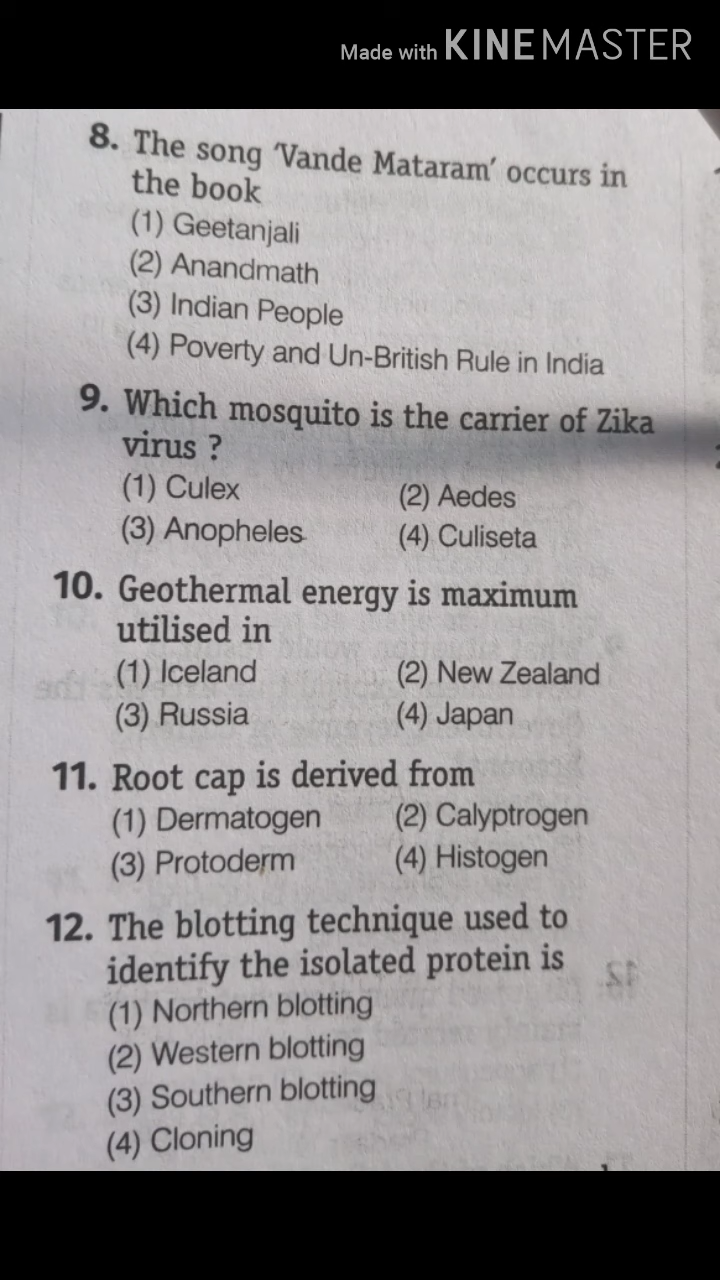 Made with KINEMASTER
8. The song 'Vande Mataram' occurs in
the book
(1) Geetanjali
(2) Anandmath
(3) Indian People
(4) Poverty and Un-British Rule in India
9. Which mosquito is the carrier of Zika
virus ?
(1) Culex (2) Aedes
(3) Anopheles (4) Culiseta
10. Geothermal energy is maximum
utilised in
(1) Iceland (2) New Zealand
(3) Russia (4) Japan
11. Root cap is derived from
(1) Dermatogen (2) Calyptrogen
(3) Protoderm (4) Histogen
12. The blotting technique used to
identify the isolated protein is
(1) Northern blotting
(2) Western blotting
(3) Southern blotting
(4) Cloning